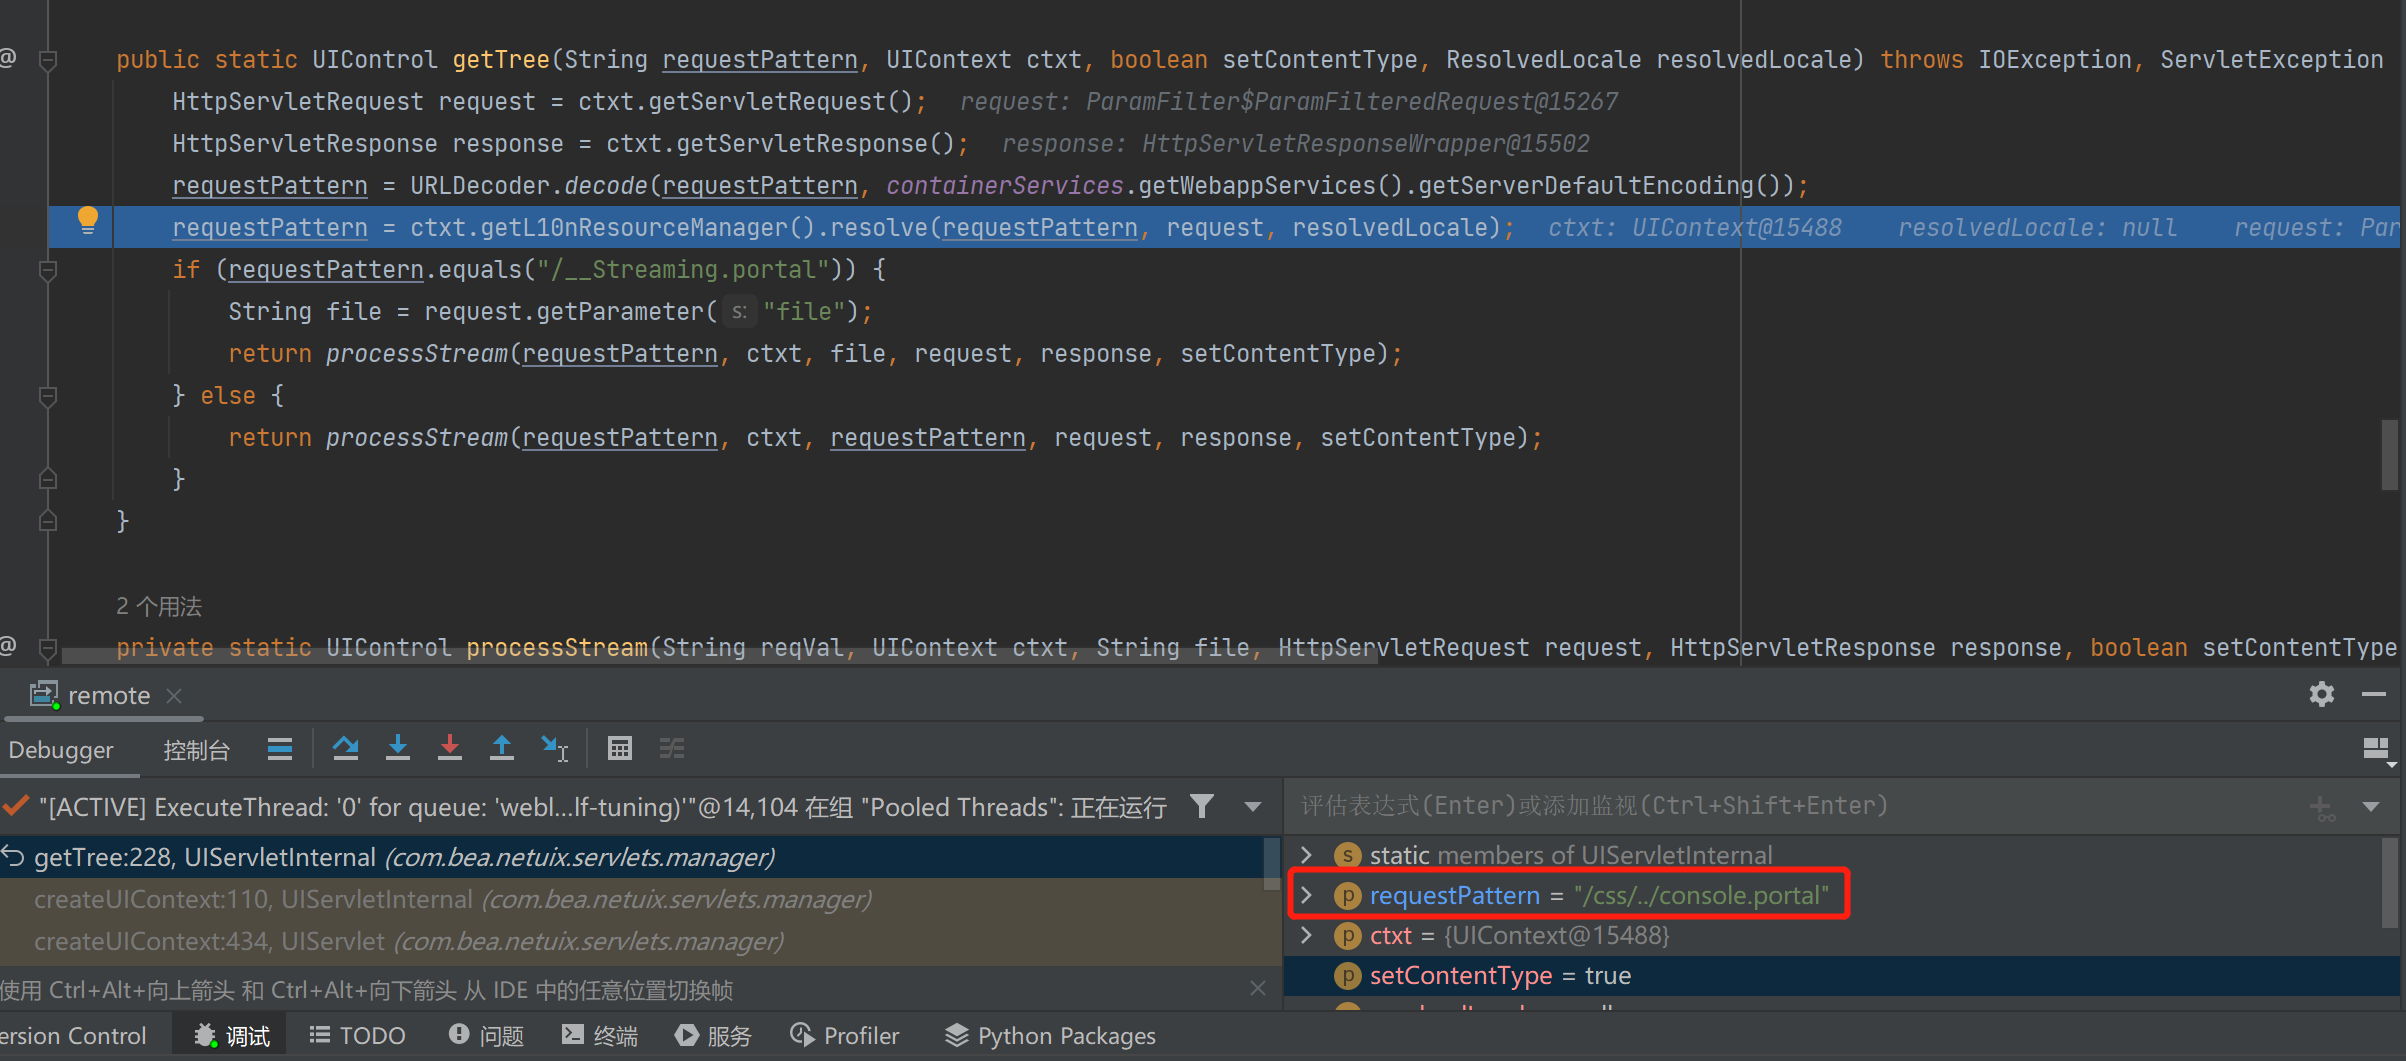 @ public static UIControl getTree(String requestPattern, UIContext ctxt, boolean setContentType, ResolvedLocale resolvedLocale) throws IOException, ServletException
HttpServletRequest request = ctxt.getServletRequest(); request: ParamFilter$ParamFilteredRequest@15267
HttpServletResponse response = ctxt.getServletResponse(); response: HttpServletResponseWrapper@15502
requestPattern = URLDecoder.decode(requestPattern, containerServices.getWebappServices().getServerDefaultEncoding());
requestPattern = ctxt.getL10nResourceManager().resolve(requestPattern, request, resolvedLocale); ctxt: UIContext@15488 resolvedLocale: null request: Par
if (requestPattern.equals("/__Streaming.portal")) {
String file = request.getParameter( s: "file");
return processStream(requestPattern, ctxt, file, request, response, setContentType);
} else {
return processStream(requestPattern, ctxt, requestPattern, request, response, setContentType);
}
}
2 个用法
@ private static UIControl processStream(String reqVal, UIContext ctxt, String file, HttpServletRequest request, HttpServletResponse response, boolean setContentType
remote
Debugger 控制台
"[ACTIVE] ExecuteThread: '0' for queue: 'webl...lf-tuning)'"@14,104 在组 "Pooled Threads": 正在运行
评估表达式(Enter)或添加监视(Ctrl+Shift+Enter)
getTree:228, UIServletInternal (com.bea.netuix.servlets.manager)
createUIContext:110, UIServletInternal (com.bea.netuix.servlets.manager)
createUIContext:434, UIServlet (com.bea.netuix.servlets.manager)
使用 Ctrl+Alt+向上箭头 和 Ctrl+Alt+向下箭头 从 IDE 中的任意位置切换帧
s static members of UIServletInternal
p requestPattern = "/css/../console.portal"
p ctxt = {UIContext@15488}
p setContentType = true
ersion Control 调试 TODO 问题 终端 服务 Profiler Python Packages